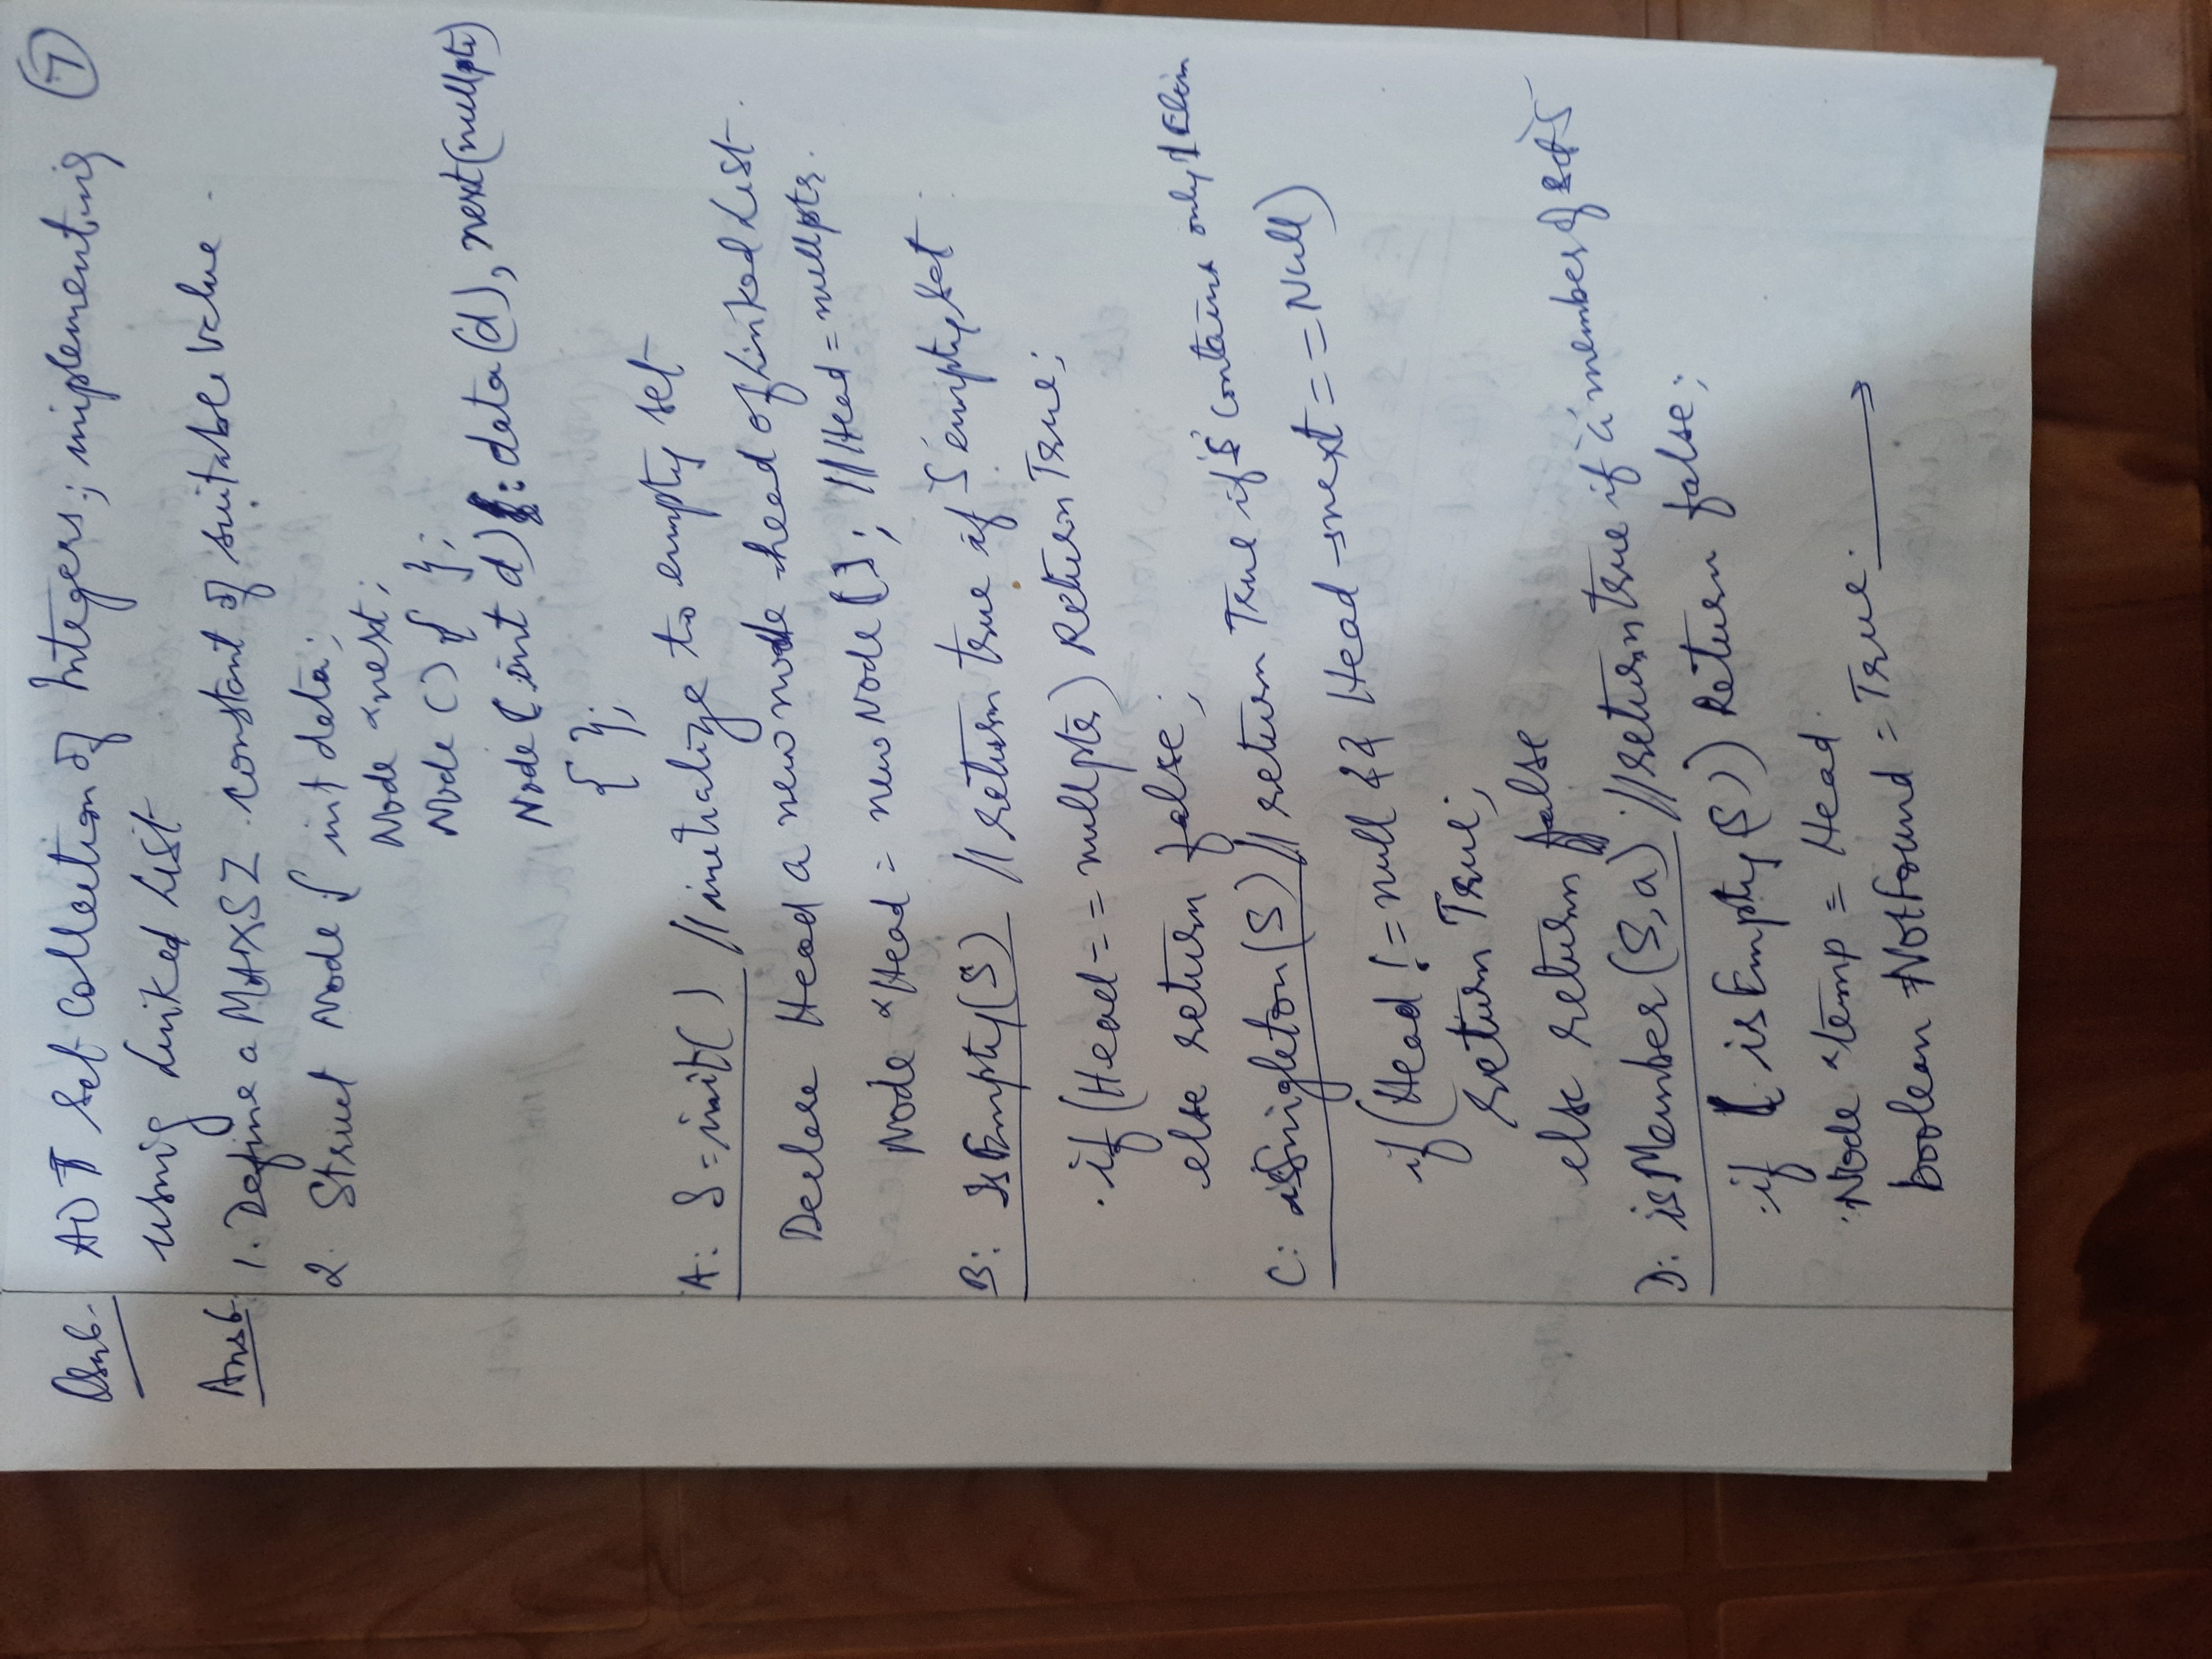 Qsn6. ADT Set Collection of Integers; implementing 7
using Linked List
Ans6. 1. Define a MAXSZ constant of suitable value.
2. Struct Node { int data;
Node *next;
Node () { };
Node (int d) : data(d), next(nullptr)
{ };
A: S=init() // initialize to empty set
Declare Head a new node head of Linked List.
Node *Head = new Node(); // Head = nullptr.
B: IsEmpty(S) // return true if 'S' empty set
if (Head == nullptr) Return True;
else return false;
C: isSingleton(S) // return True if 'S' contains only 1 Elem
if (Head != null && Head →next == Null)
return True;
else return false
D: isMember(S,a) // return true if 'a' member of set S
if ( isEmpty(S)) Return false;
Node *temp = Head.
boolean NotFound = True. →